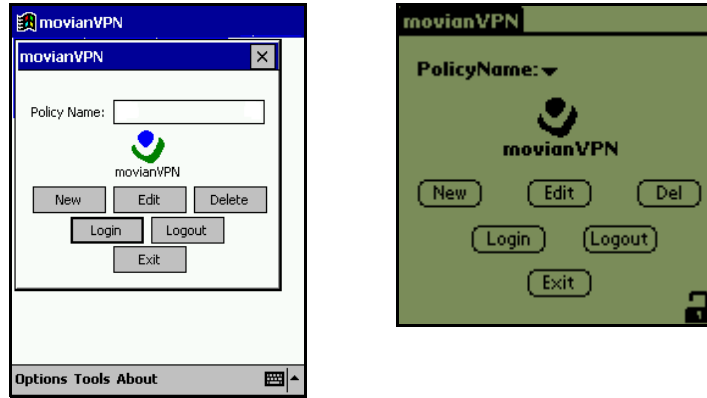 movianVPN
movianVPN
Policy Name:
movianVPN
New Edit Delete
Login Logout
Exit
Options Tools About
movianVPN
PolicyName:
movianVPN
New Edit Del
Login Logout
Exit